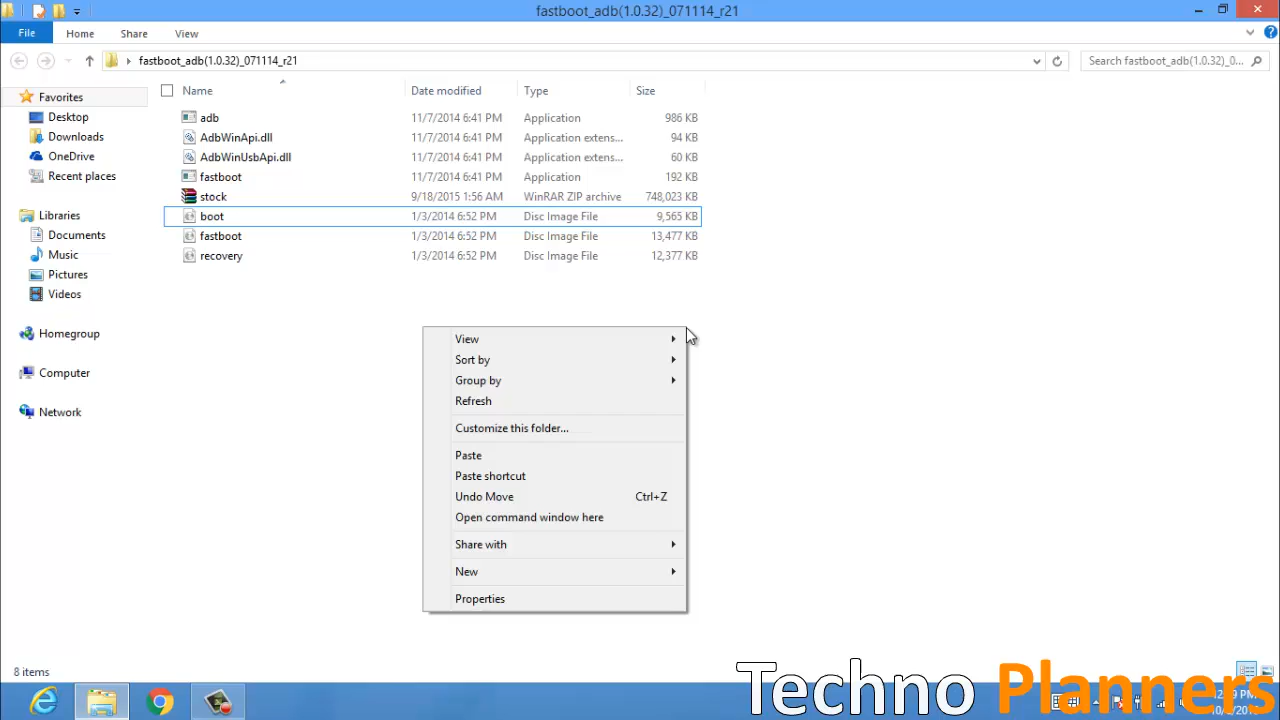 fastboot_adb(1.0.32)_071114_r21
File Home Share View
fastboot_adb(1.0.32)_071114_r21 Search fastboot_adb(1.0.32)_0...
Name Date modified Type Size
Favorites
Desktop
Downloads
OneDrive
Recent places
Libraries
Documents
Music
Pictures
Videos
Homegroup
Computer
Network
adb 11/7/2014 6:41 PM Application 986 KB
AdbWinApi.dll 11/7/2014 6:41 PM Application extens... 94 KB
AdbWinUsbApi.dll 11/7/2014 6:41 PM Application extens... 60 KB
fastboot 11/7/2014 6:41 PM Application 192 KB
stock 9/18/2015 1:56 AM WinRAR ZIP archive 748,023 KB
boot 1/3/2014 6:52 PM Disc Image File 9,565 KB
fastboot 1/3/2014 6:52 PM Disc Image File 13,477 KB
recovery 1/3/2014 6:52 PM Disc Image File 12,377 KB
View
Sort by
Group by
Refresh
Customize this folder...
Paste
Paste shortcut
Undo Move Ctrl+Z
Open command window here
Share with
New
Properties
8 items
Techno Planners